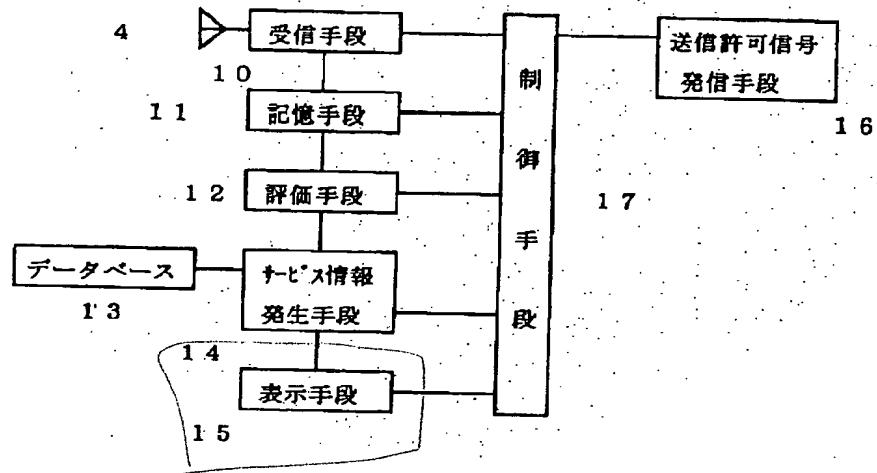 4
受信手段
10
11
記憶手段
12
評価手段
データベース
13
サービス情報
発生手段
14
表示手段
15
制御手段
17
送信許可信号
発信手段
16